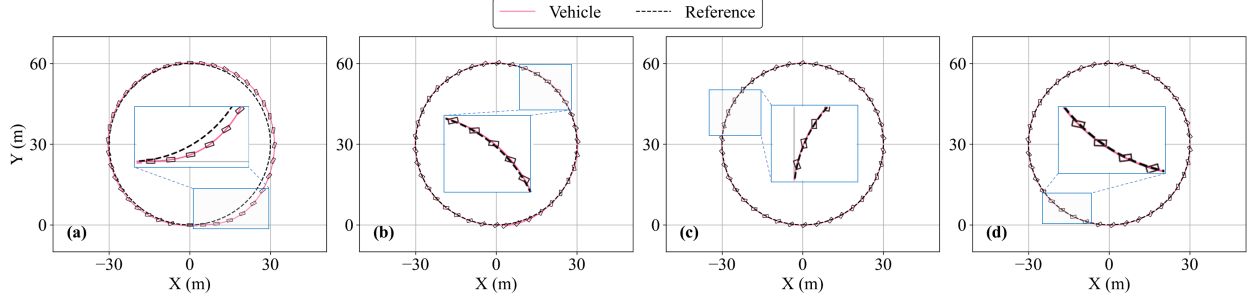 Vehicle Reference
60 60 60 60
Y (m)
30 30 30 30
0 0 0 0
(a) (b) (c) (d)
−30 0 30 −30 0 30 −30 0 30 −30 0 30
X (m) X (m) X (m) X (m)